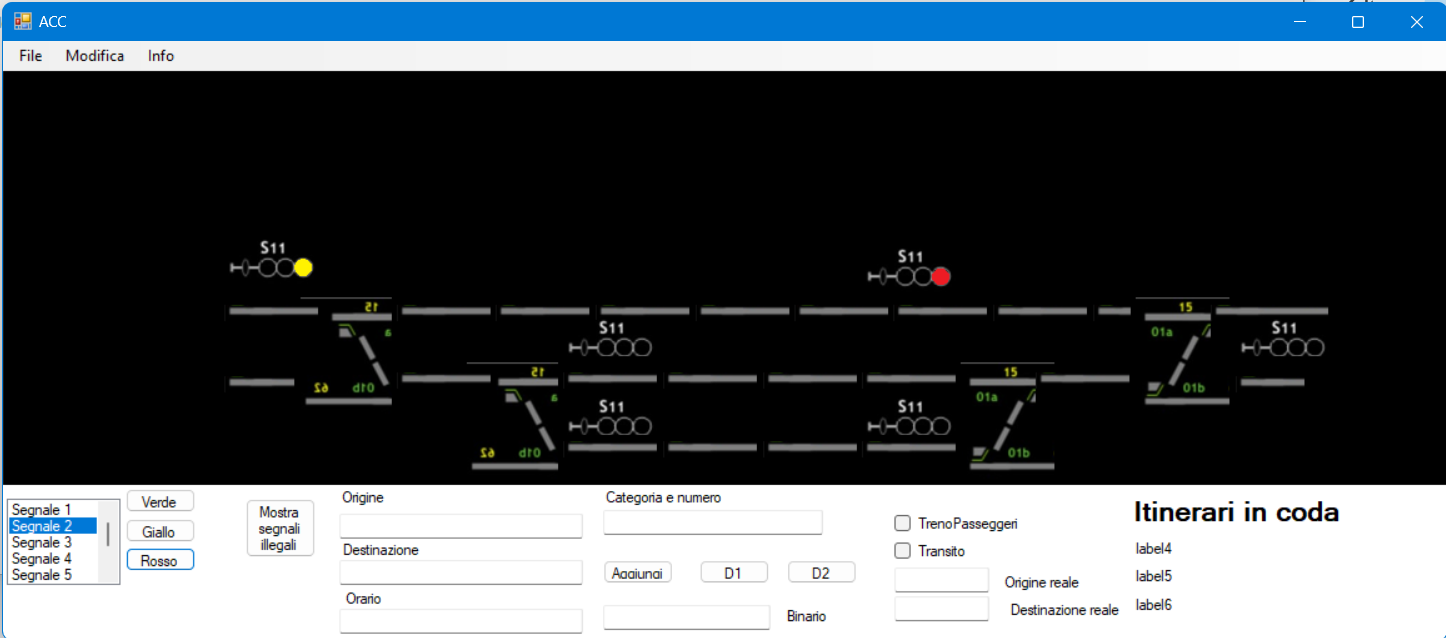 ACC
File Modifica Info
S11
S11
15
15
01a
S11
S11
a
62 01b
01b
15
15
a
01a
S11
S11
62 01b
01b
Segnale 1
Segnale 2
Segnale 3
Segnale 4
Segnale 5
Verde
Giallo
Rosso
Mostra
segnali
illegali
Origine
Destinazione
Orario
Categoria e numero
Aggiungi D1 D2
Binario
TrenoPasseggeri
Transito
Origine reale
Destinazione reale
Itinerari in coda
label4
label5
label6